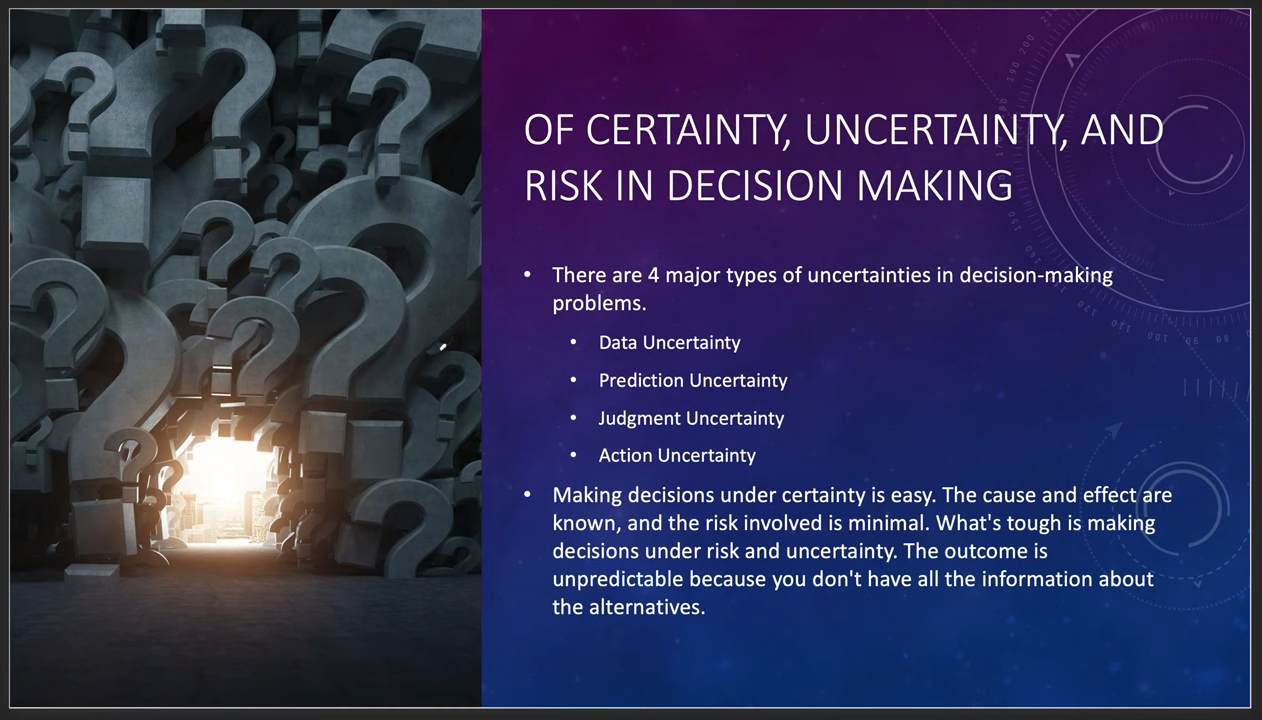 OF CERTAINTY, UNCERTAINTY, AND
RISK IN DECISION MAKING
• There are 4 major types of uncertainties in decision-making
problems.
• Data Uncertainty
• Prediction Uncertainty
• Judgment Uncertainty
• Action Uncertainty
• Making decisions under certainty is easy. The cause and effect are
known, and the risk involved is minimal. What's tough is making
decisions under risk and uncertainty. The outcome is
unpredictable because you don't have all the information about
the alternatives.